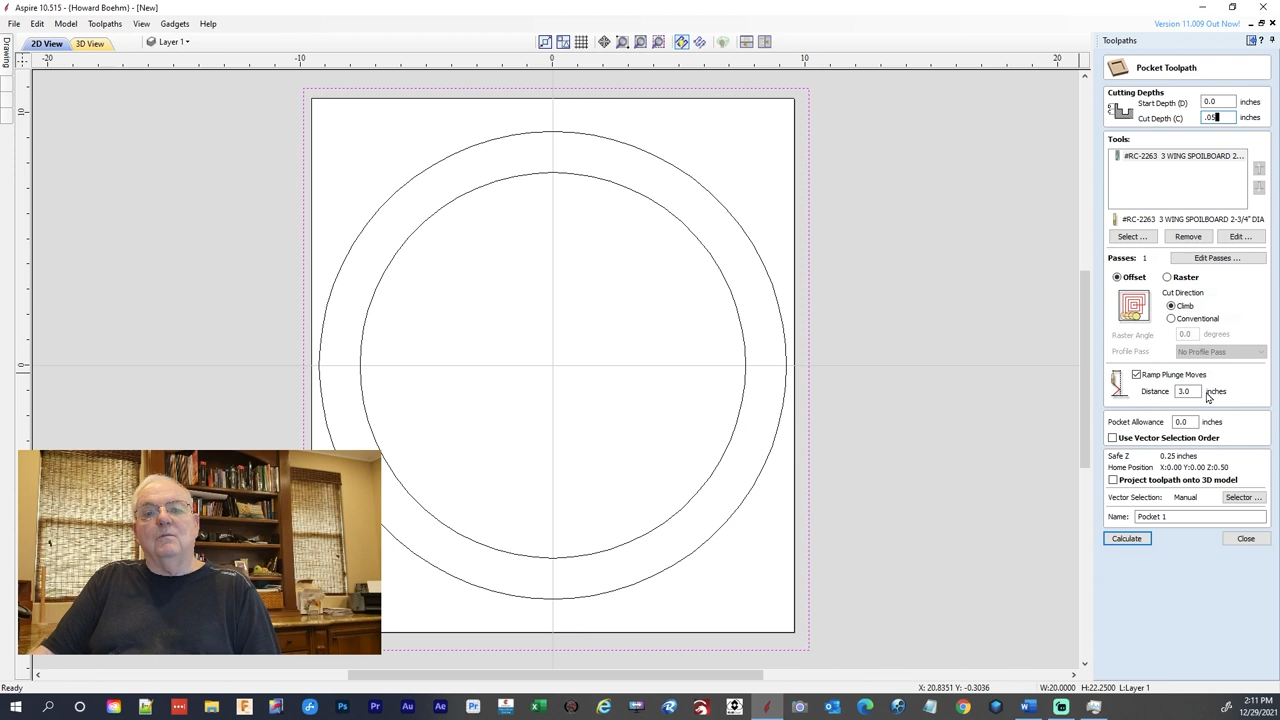 Aspire 10.515 - {Howard Boehm} - [New]
File Edit Model Toolpaths View Gadgets Help
Version 11.009 Out Now!
2D View 3D View Layer 1
Drawing
-20 -10 0 10 20
10
0
Toolpaths
Pocket Toolpath
Cutting Depths
Start Depth (D) 0.0 inches
Cut Depth (C) .05 inches
Tools:
#RC-2263 3 WING SPOILBOARD 2...
#RC-2263 3 WING SPOILBOARD 2-3/4" DIA
Select ... Remove Edit ...
Passes: 1 Edit Passes ...
Offset Raster
Cut Direction
Climb
Conventional
Raster Angle 0.0 degrees
Profile Pass No Profile Pass
Ramp Plunge Moves
Distance 3.0 inches
Pocket Allowance 0.0 inches
Use Vector Selection Order
Safe Z 0.25 inches
Home Position X:0.00 Y:0.00 Z:0.50
Project toolpath onto 3D model
Vector Selection: Manual Selector ...
Name: Pocket 1
Calculate Close
Ready X: 20.8351 Y: -0.3036 W:20.0000 H:22.2500 L:Layer 1
2:11 PM
12/29/2021